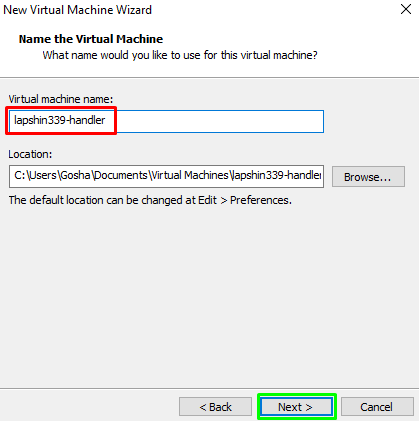 New Virtual Machine Wizard
Name the Virtual Machine
What name would you like to use for this virtual machine?
Virtual machine name:
lapshin339-handler
Location:
C:\Users\Gosha\Documents\Virtual Machines\lapshin339-handler
Browse...
The default location can be changed at Edit > Preferences.
< Back
Next >
Cancel